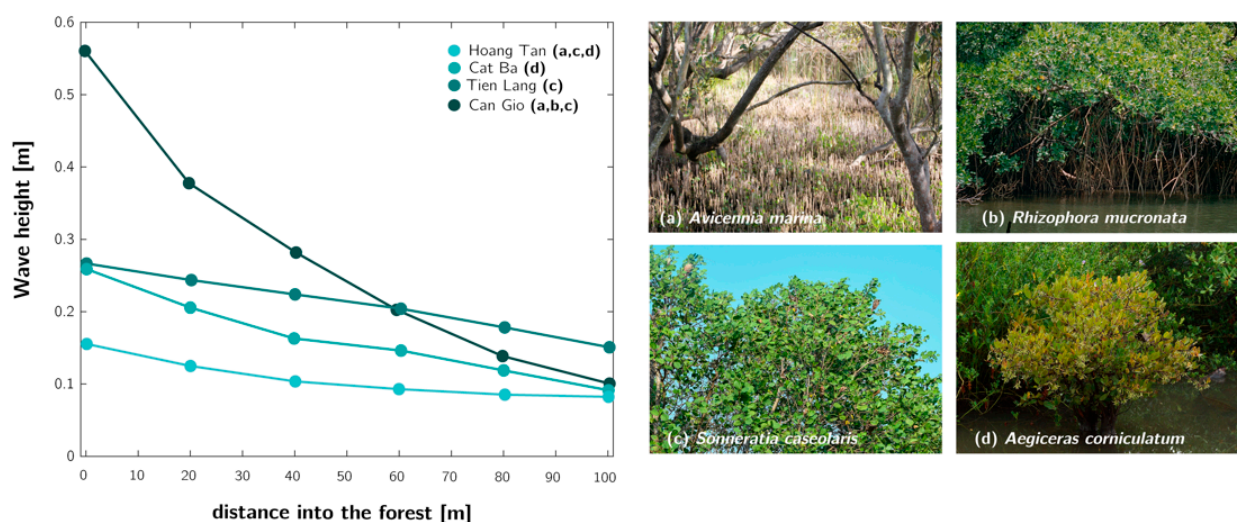 0.6
0.5
0.4
0.3
0.2
0.1
0
Wave height [m]
0 10 20 30 40 50 60 70 80 90 100
distance into the forest [m]
Hoang Tan (a,c,d)
Cat Ba (d)
Tien Lang (c)
Can Gio (a,b,c)
(a) Avicennia marina
(b) Rhizophora mucronata
(c) Sonneratia caseolaris
(d) Aegiceras corniculatum